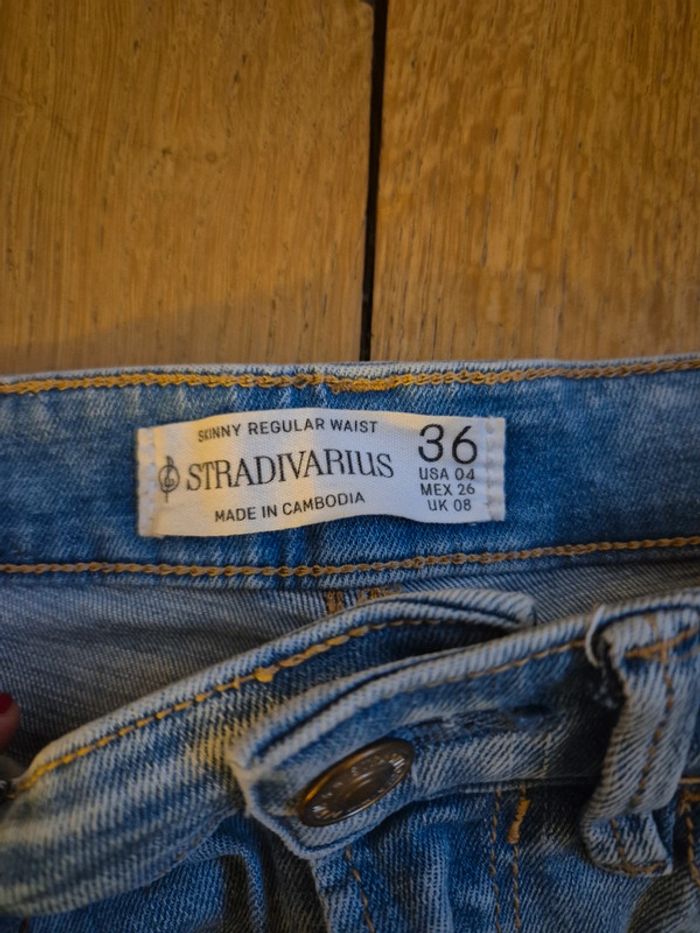 SKINNY REGULAR WAIST
STRADIVARIUS
MADE IN CAMBODIA
36
USA 04
MEX 26
UK 08